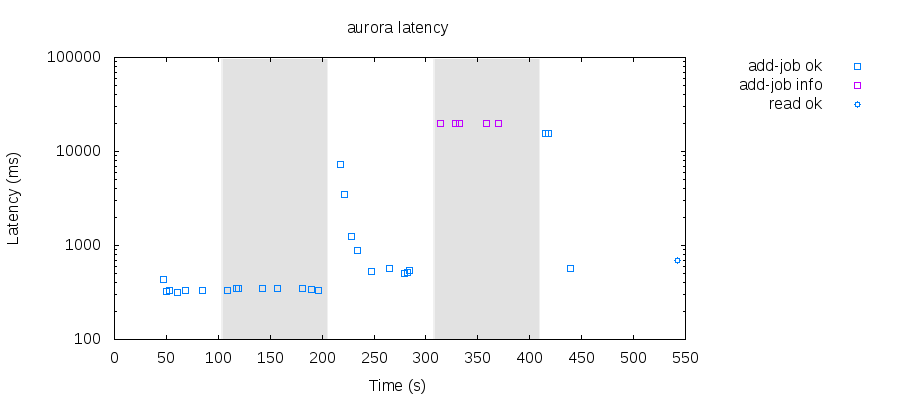 aurora latency
100000
10000
1000
100
Latency (ms)
0 50 100 150 200 250 300 350 400 450 500 550
Time (s)
add-job ok
add-job info
read ok